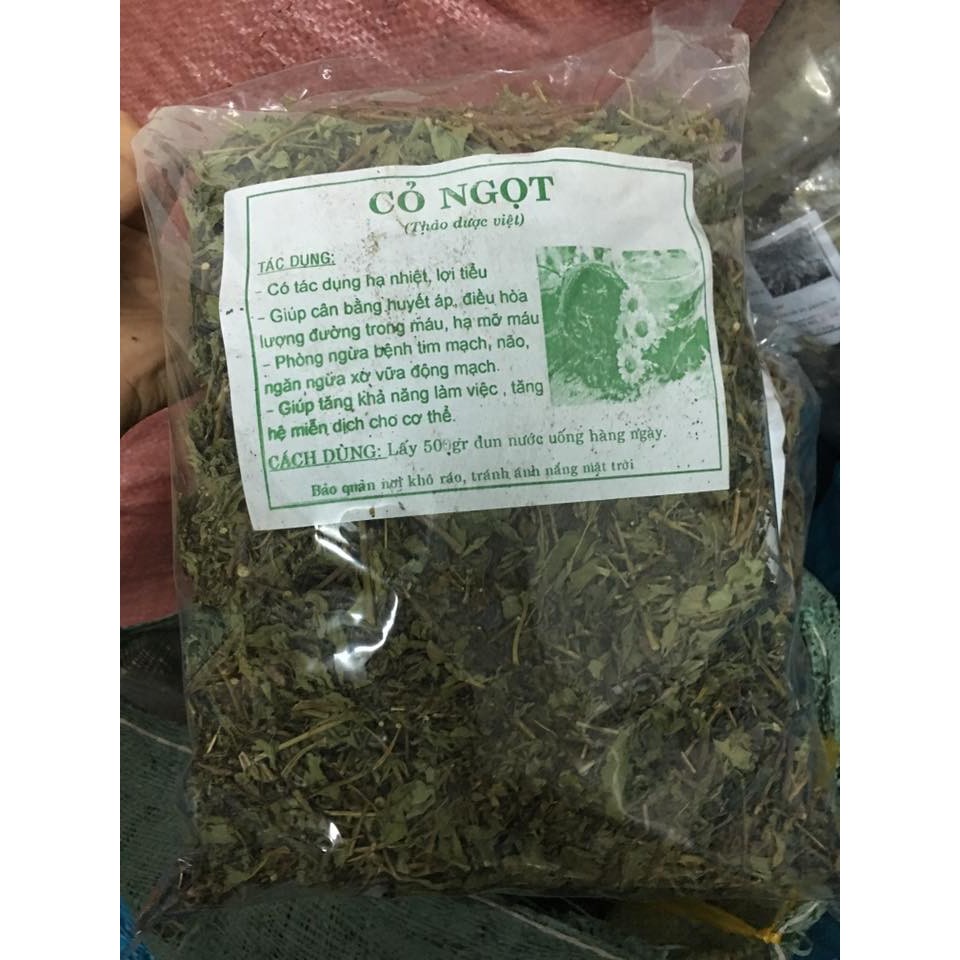 CỎ NGỌT
(Thảo dược việt)
TÁC DỤNG:
- Có tác dụng hạ nhiệt, lợi tiểu
- Giúp cân bằng huyết áp, điều hòa
lượng đường trong máu, hạ mỡ máu
- Phòng ngừa bệnh tim mạch, não,
ngăn ngừa xơ vữa động mạch.
- Giúp tăng khả năng làm việc , tăng
hệ miễn dịch cho cơ thể.
CÁCH DÙNG: Lấy gr đun nước uống hàng ngày.
Bảo quản nơi khô ráo, tránh ánh nắng mặt trời